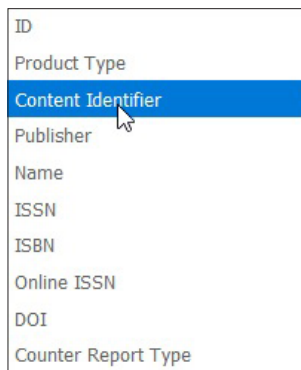 ID
Product Type
Content Identifier
Publisher
Name
ISSN
ISBN
Online ISSN
DOI
Counter Report Type